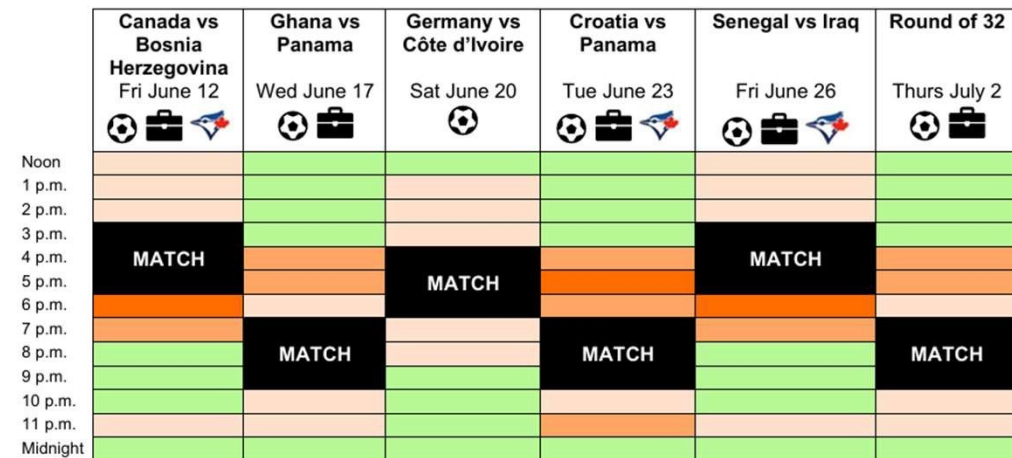 Canada vs
Bosnia
Herzegovina
Fri June 12
Ghana vs
Panama
Wed June 17
Germany vs
Côte d’Ivoire
Sat June 20
Croatia vs
Panama
Tue June 23
Senegal vs Iraq
Fri June 26
Round of 32
Thurs July 2
Noon
1 p.m.
2 p.m.
3 p.m.
4 p.m.
5 p.m.
6 p.m.
7 p.m.
8 p.m.
9 p.m.
10 p.m.
11 p.m.
Midnight
MATCH
MATCH
MATCH
MATCH
MATCH
MATCH